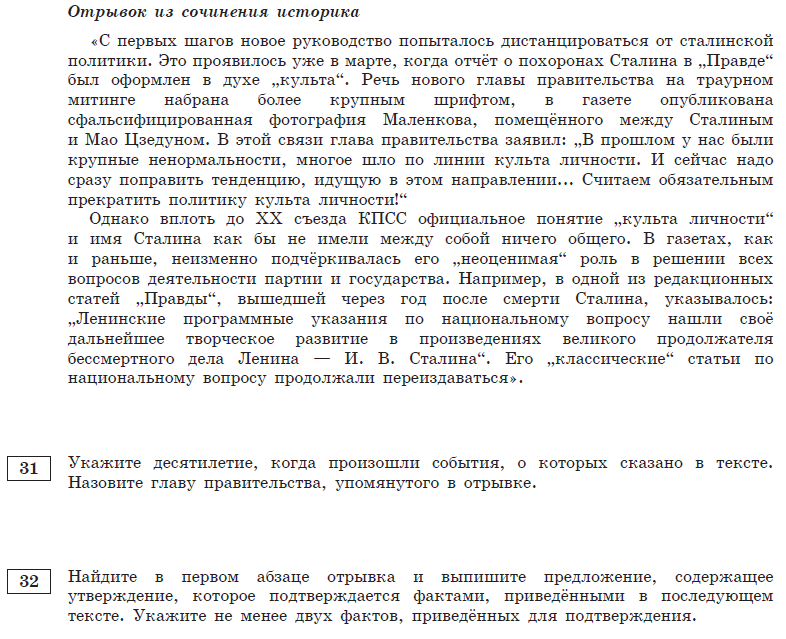 Отрывок из сочинения историка
«С первых шагов новое руководство попыталось дистанцироваться от сталинской
политики. Это проявилось уже в марте, когда отчёт о похоронах Сталина в „Правде“
был оформлен в духе „культа“. Речь нового главы правительства на траурном
митинге набрана более крупным шрифтом, в газете опубликована
сфальсифицированная фотография Маленкова, помещённого между Сталиным
и Мао Цзедуном. В этой связи глава правительства заявил: „В прошлом у нас были
крупные ненормальности, многое шло по линии культа личности. И сейчас надо
сразу поправить тенденцию, идущую в этом направлении... Считаем обязательным
прекратить политику культа личности!“
Однако вплоть до XX съезда КПСС официальное понятие „культа личности“
и имя Сталина как бы не имели между собой ничего общего. В газетах, как
и раньше, неизменно подчёркивалась его „неоценимая“ роль в решении всех
вопросов деятельности партии и государства. Например, в одной из редакционных
статей „Правды“, вышедшей через год после смерти Сталина, указывалось:
„Ленинские программные указания по национальному вопросу нашли своё
дальнейшее творческое развитие в произведениях великого продолжателя
бессмертного дела Ленина — И. В. Сталина“. Его „классические“ статьи по
национальному вопросу продолжали переиздаваться».
31 Укажите десятилетие, когда произошли события, о которых сказано в тексте.
Назовите главу правительства, упомянутого в отрывке.
32 Найдите в первом абзаце отрывка и выпишите предложение, содержащее
утверждение, которое подтверждается фактами, приведёнными в последующем
тексте. Укажите не менее двух фактов, приведённых для подтверждения.